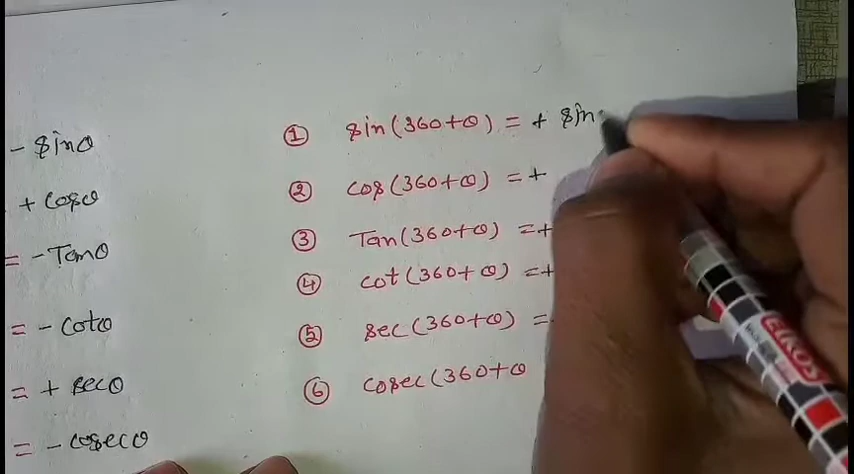 - sinθ
+ cosθ
= - Tanθ
= - cotθ
= + secθ
= - cosecθ
① sin(360+θ) = + sin
② cos(360+θ) = +
③ Tan(360+θ) = +
④ cot(360+θ) = +
⑤ sec(360+θ) =
⑥ cosec(360+θ
ELKOS